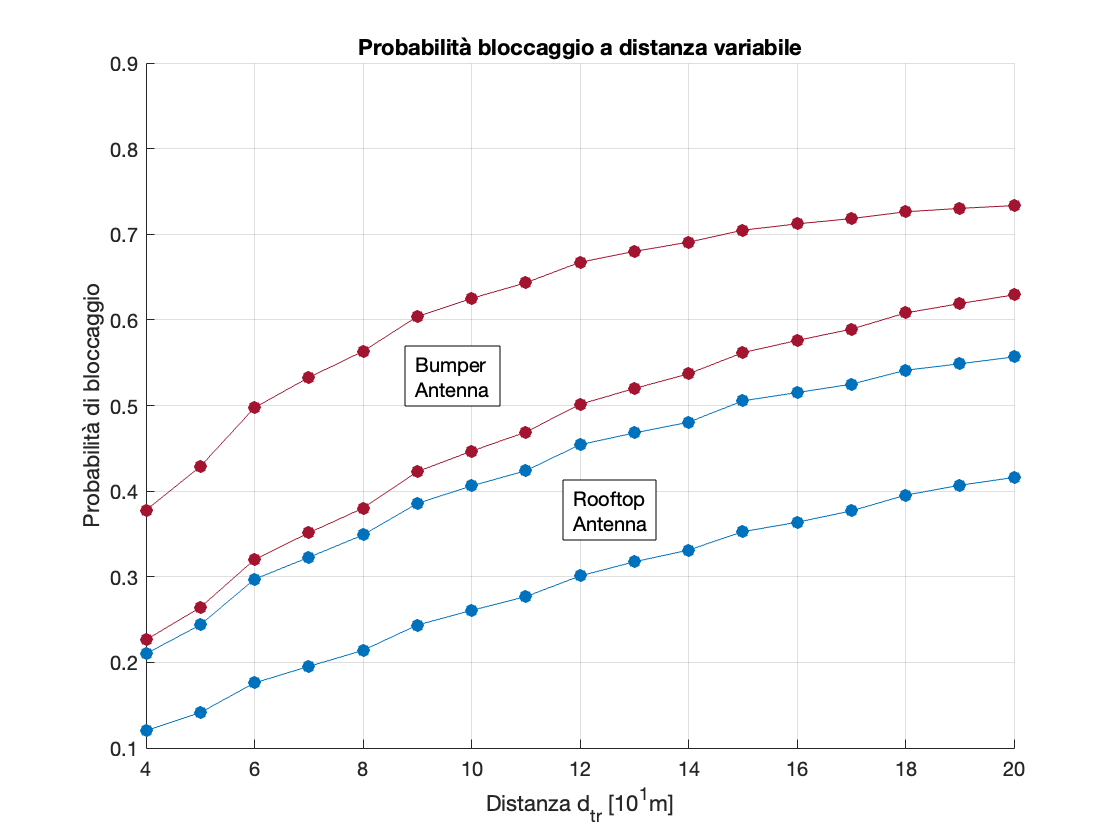 Probabilità bloccaggio a distanza variabile
0.9
0.8
0.7
0.6
0.5
0.4
0.3
0.2
0.1
Probabilità di bloccaggio
Bumper
Antenna
Rooftop
Antenna
4 6 8 10 12 14 16 18 20
Distanza d_tr [10^1m]